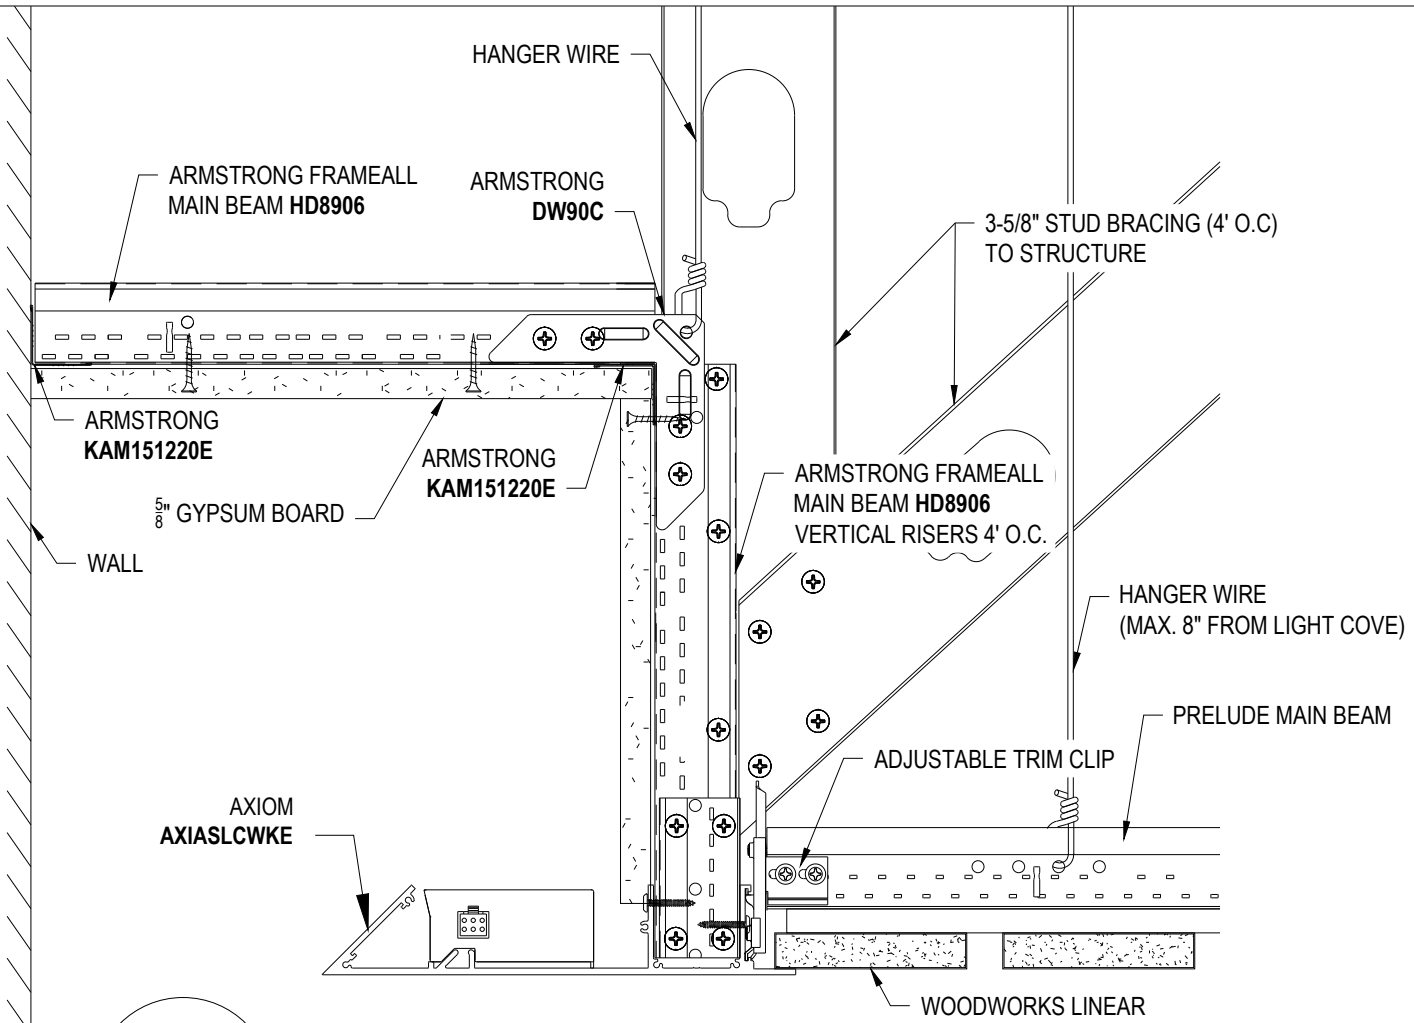 HANGER WIRE
ARMSTRONG FRAMEALL
MAIN BEAM HD8906
ARMSTRONG
DW90C
3-5/8" STUD BRACING (4' O.C)
TO STRUCTURE
ARMSTRONG
KAM151220E
ARMSTRONG
KAM151220E
5/8" GYPSUM BOARD
ARMSTRONG FRAMEALL
MAIN BEAM HD8906
VERTICAL RISERS 4' O.C.
WALL
HANGER WIRE
(MAX. 8" FROM LIGHT COVE)
PRELUDE MAIN BEAM
ADJUSTABLE TRIM CLIP
AXIOM
AXIASLCWKE
WOODWORKS LINEAR